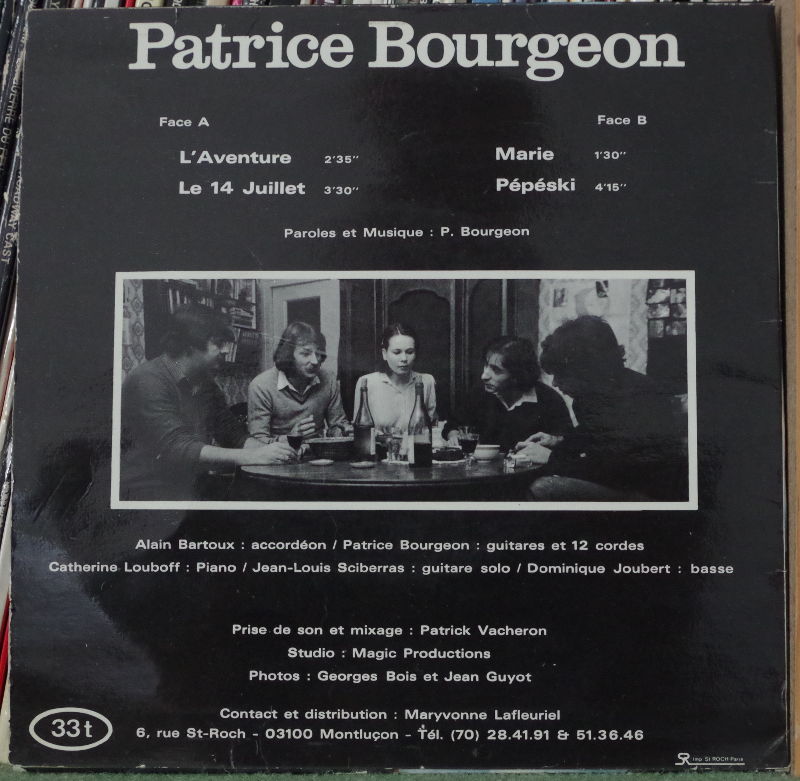 Patrice Bourgeon
Face A
L'Aventure 2'35''
Le 14 Juillet 3'30''
Face B
Marie 1'30''
Pépéski 4'15''
Paroles et Musique : P. Bourgeon
Alain Bartoux : accordéon / Patrice Bourgeon : guitares et 12 cordes
Catherine Louboff : Piano / Jean-Louis Sciberras : guitare solo / Dominique Joubert : basse
Prise de son et mixage : Patrick Vacheron
Studio : Magic Productions
Photos : Georges Bois et Jean Guyot
Contact et distribution : Maryvonne Lafleuriel
6, rue St-Roch - 03100 Montluçon - Tél. (70) 28.41.91 & 51.36.46
33t
SR Imp. St ROCH Paris